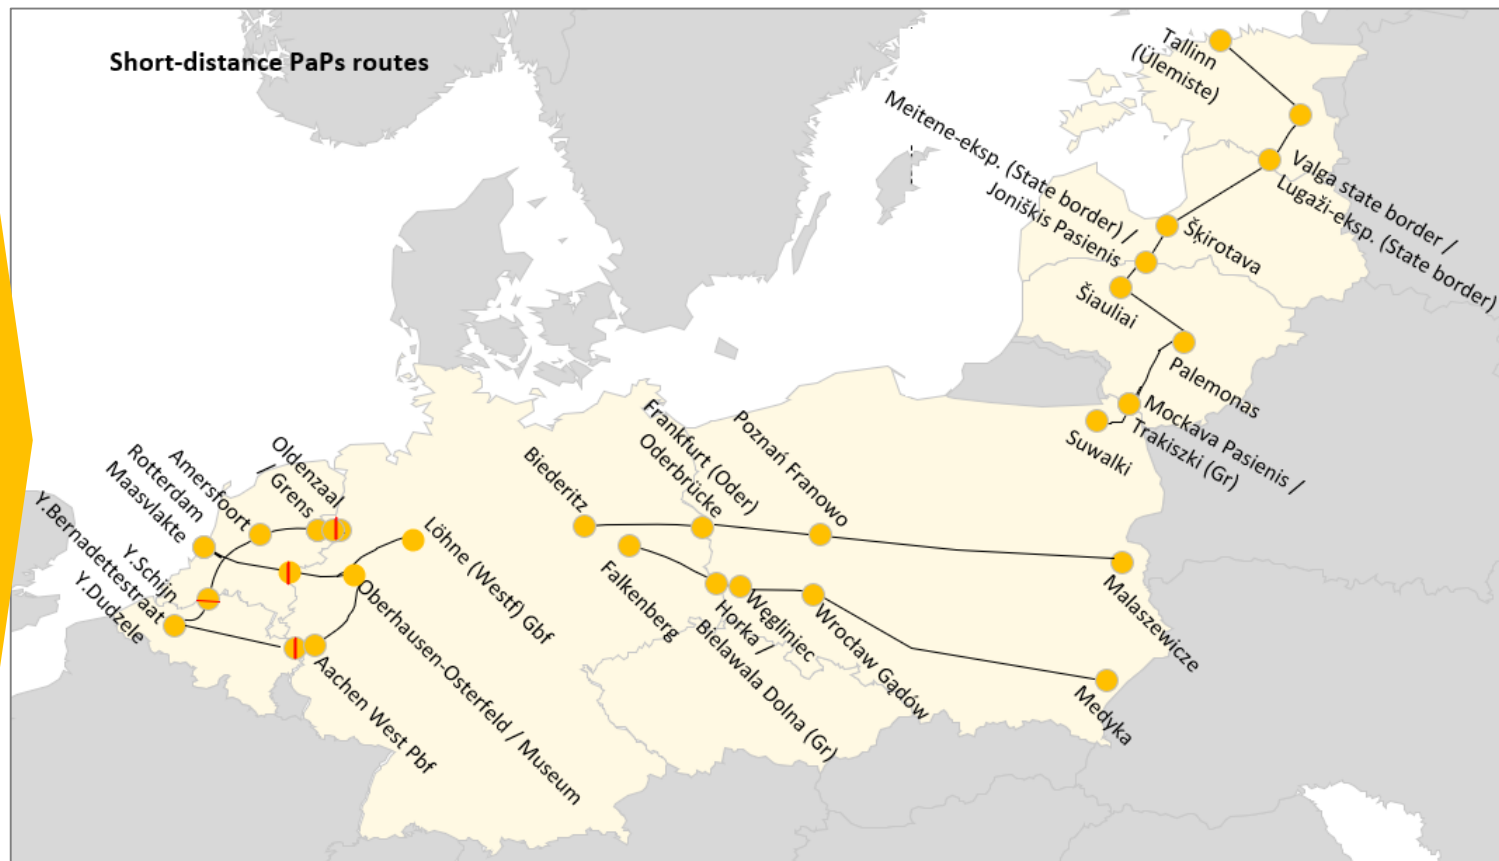 Short-distance PaPs routes
Tallinn
(Ülemiste)
Meitene-eksp. (State border) /
Joniškis Pasienis
Valga state border /
Lugaži-eksp. (State border)
Šķirotava
Šiauliai
Palemonas
Mockava Pasienis /
Trakiszki (Gr)
Suwalki
Oldenzaal
Grens
Amersfoort
Rotterdam
Maasvlakte
Y.Schijn
Y.Bernadettestraat
Y.Dudzele
Löhne (Westf) Gbf
Oberhausen-Osterfeld / Museum
Aachen West Pbf
Biederitz
Frankfurt (Oder)
Oderbrücke
Poznań Franowo
Małaszewicze
Falkenberg
Horka /
Bielawala Dolna (Gr)
Węgliniec
Wrocław Gądów
Medyka